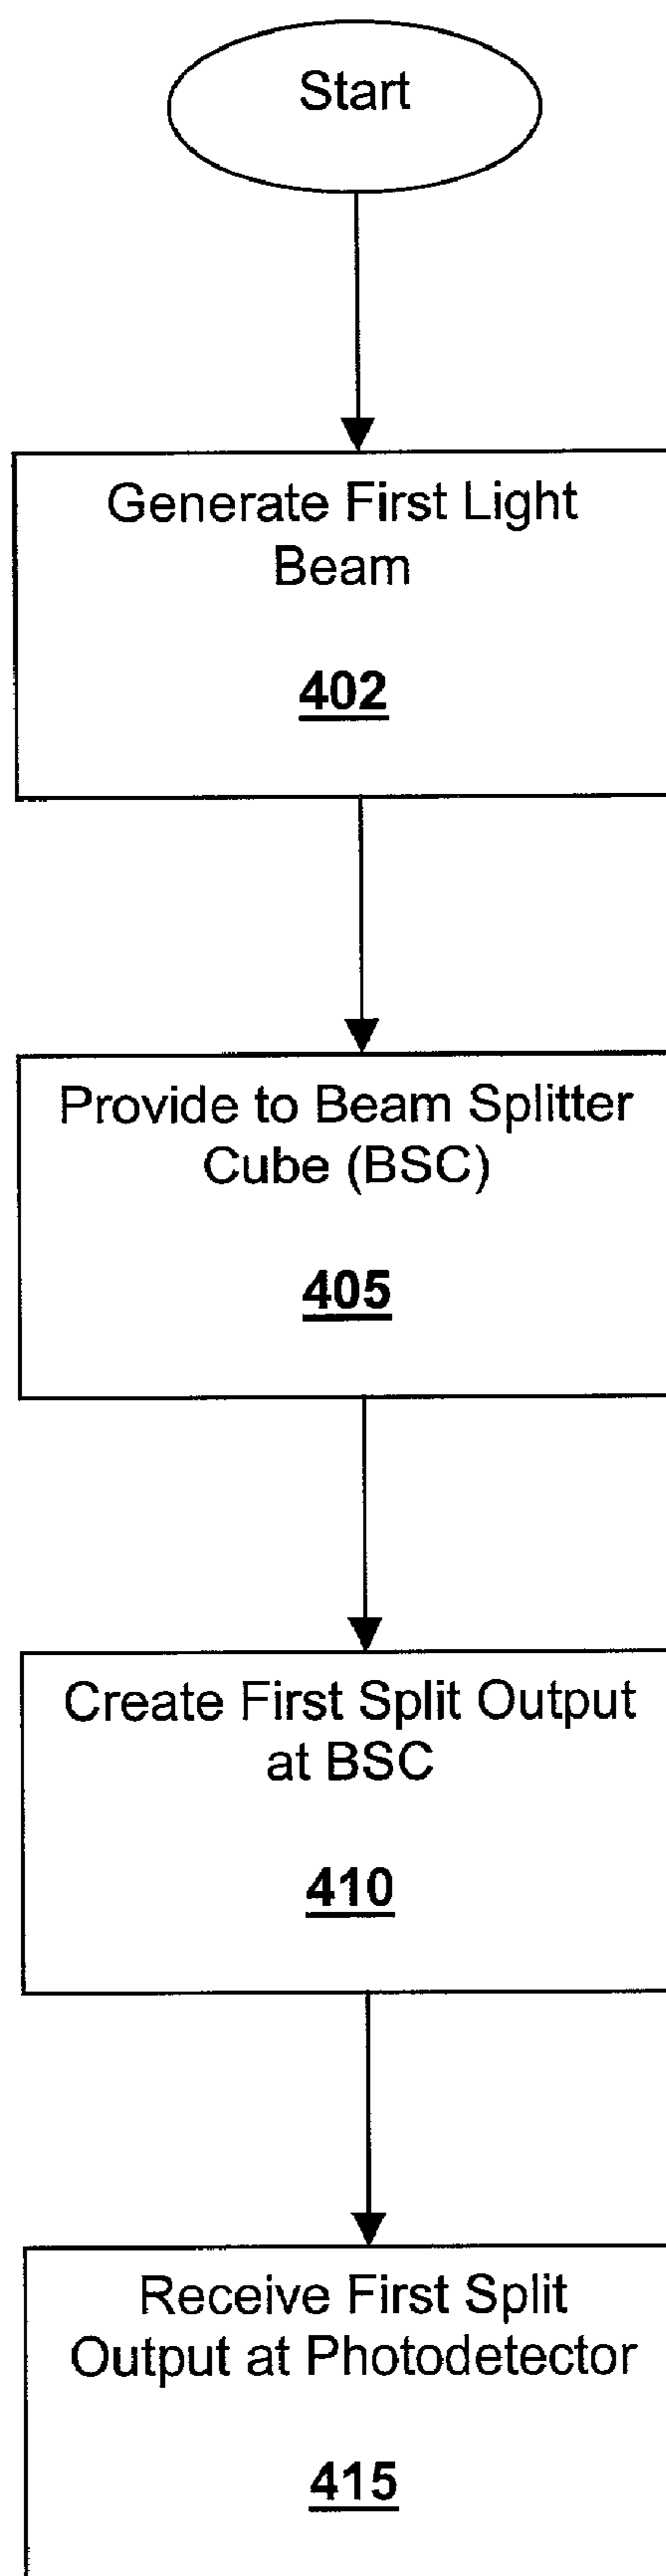 Start
Generate First Light
Beam
402
Provide to Beam Splitter
Cube (BSC)
405
Create First Split Output
at BSC
410
Receive First Split
Output at Photodetector
415